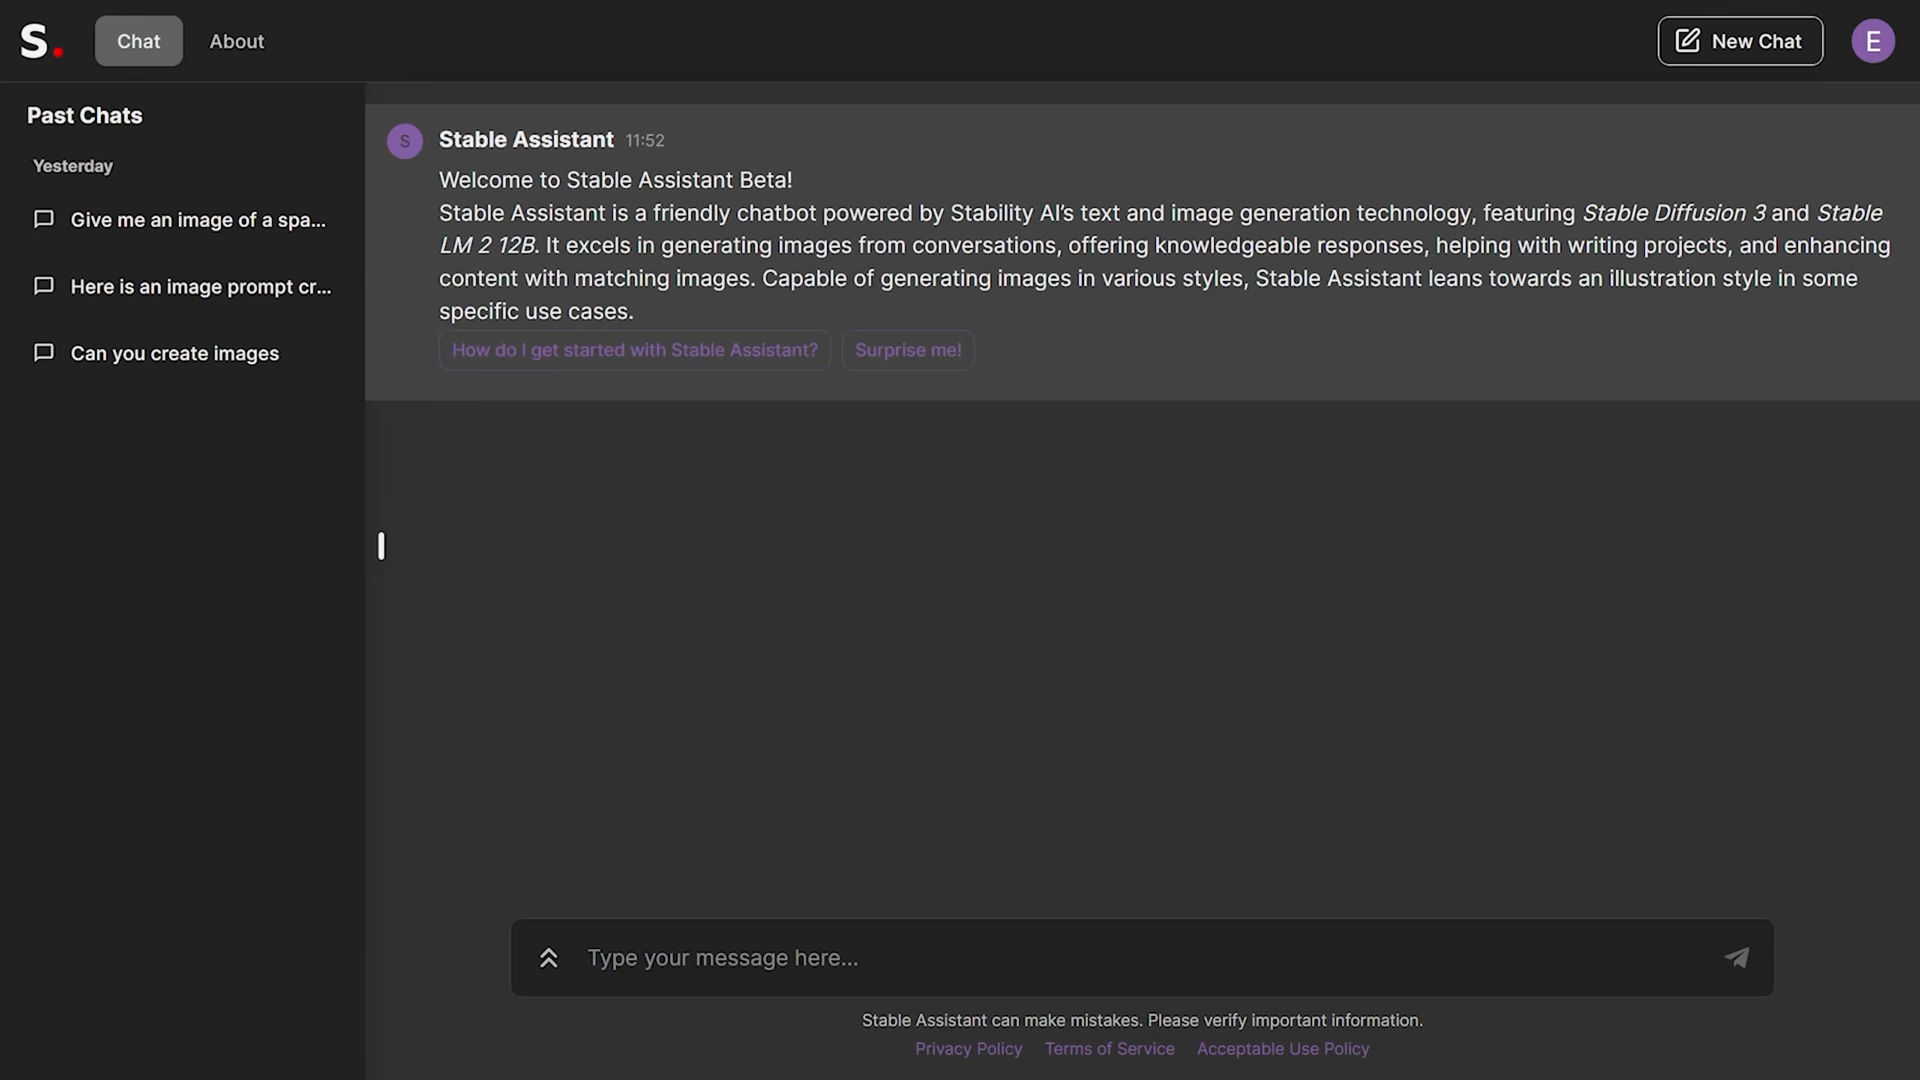 S.
Chat
About
New Chat
E
Past Chats
Yesterday
Give me an image of a spa...
Here is an image prompt cr...
Can you create images
S
Stable Assistant 11:52
Welcome to Stable Assistant Beta!
Stable Assistant is a friendly chatbot powered by Stability AI’s text and image generation technology, featuring Stable Diffusion 3 and Stable
LM 2 12B. It excels in generating images from conversations, offering knowledgeable responses, helping with writing projects, and enhancing
content with matching images. Capable of generating images in various styles, Stable Assistant leans towards an illustration style in some
specific use cases.
How do I get started with Stable Assistant?
Surprise me!
Type your message here...
Stable Assistant can make mistakes. Please verify important information.
Privacy Policy Terms of Service Acceptable Use Policy